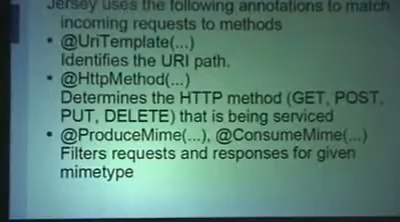 Jersey uses the following annotations to match
incoming requests to methods
• @UriTemplate(...)
Identifies the URI path.
• @HttpMethod(...)
Determines the HTTP method (GET, POST,
PUT, DELETE) that is being serviced
• @ProduceMime(...), @ConsumeMime(...)
Filters requests and responses for given
mimetype